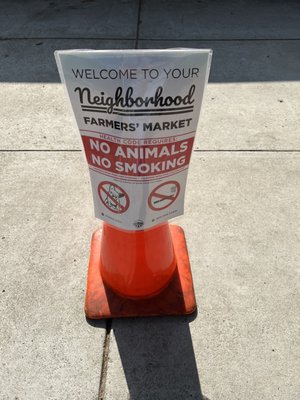 WELCOME TO YOUR
Neighborhood
FARMERS' MARKET
HEALTH CODE REQUIRES:
NO ANIMALS
NO SMOKING